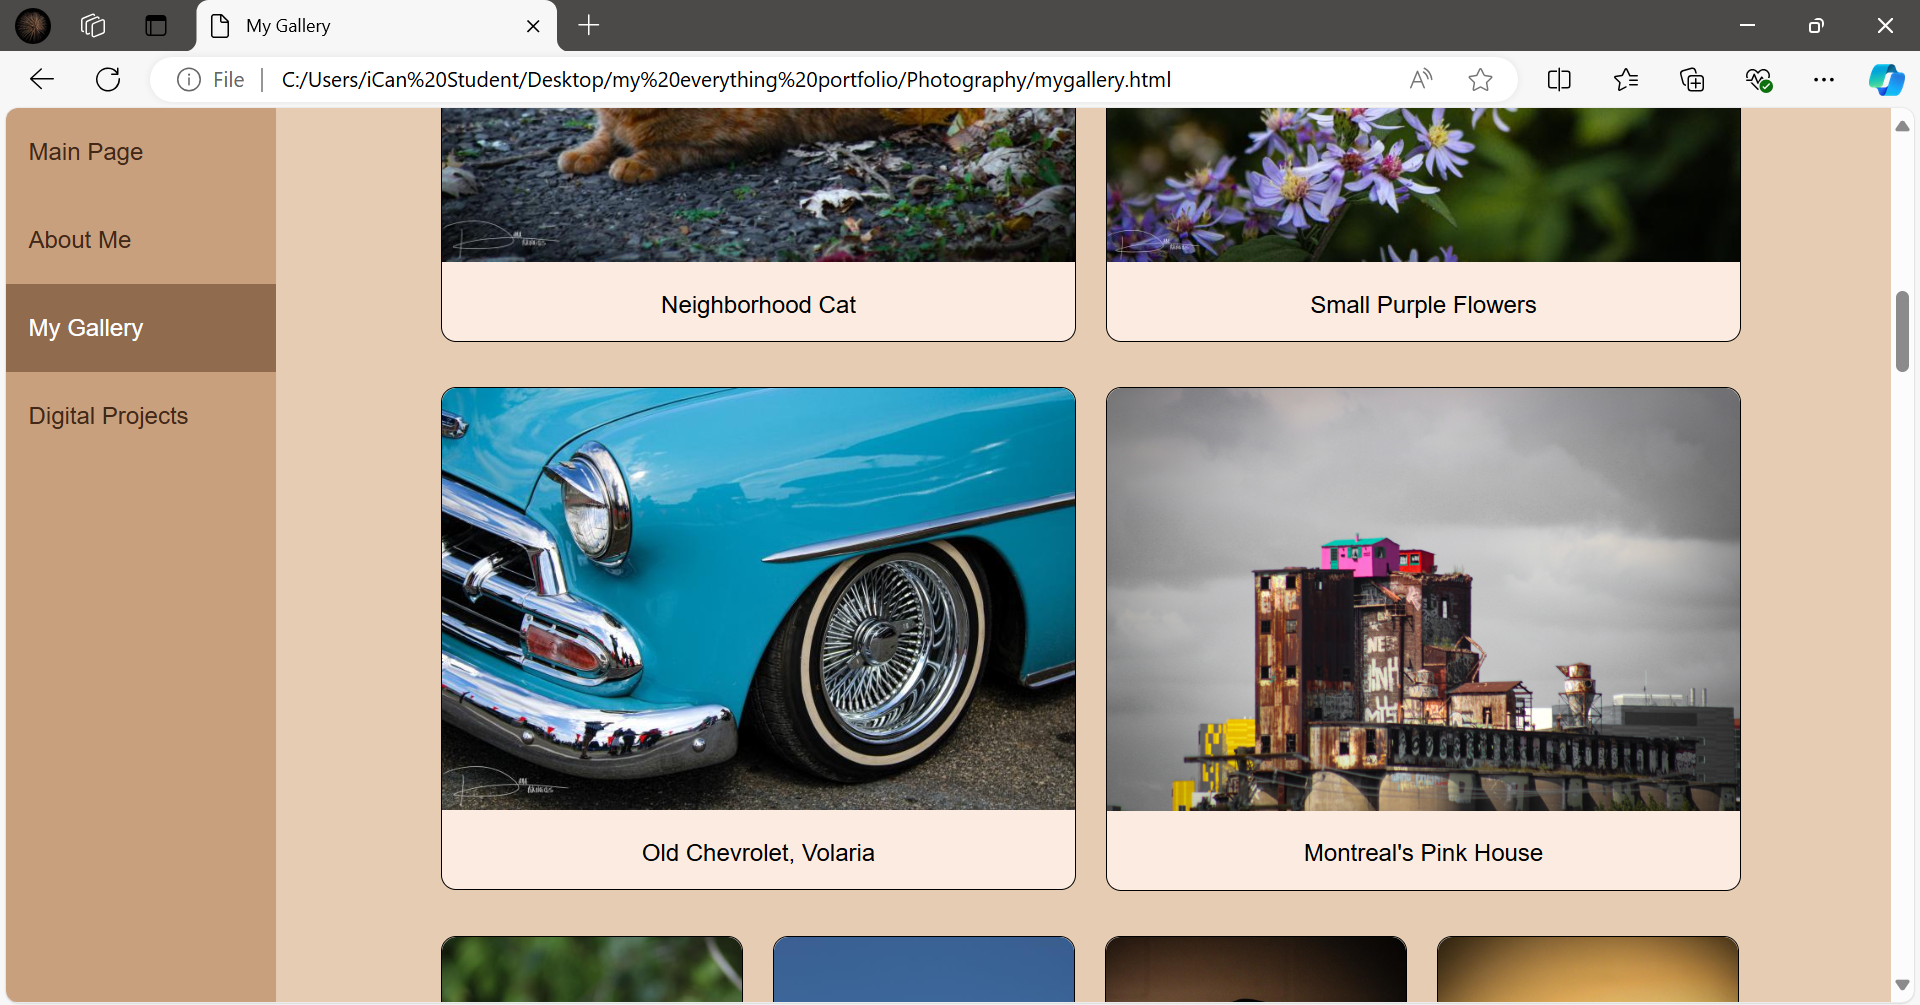 My Gallery
File
C:/Users/iCan%20Student/Desktop/my%20everything%20portfolio/Photography/mygallery.html
Main Page
About Me
My Gallery
Digital Projects
Neighborhood Cat
Small Purple Flowers
Old Chevrolet, Volaria
Montreal's Pink House